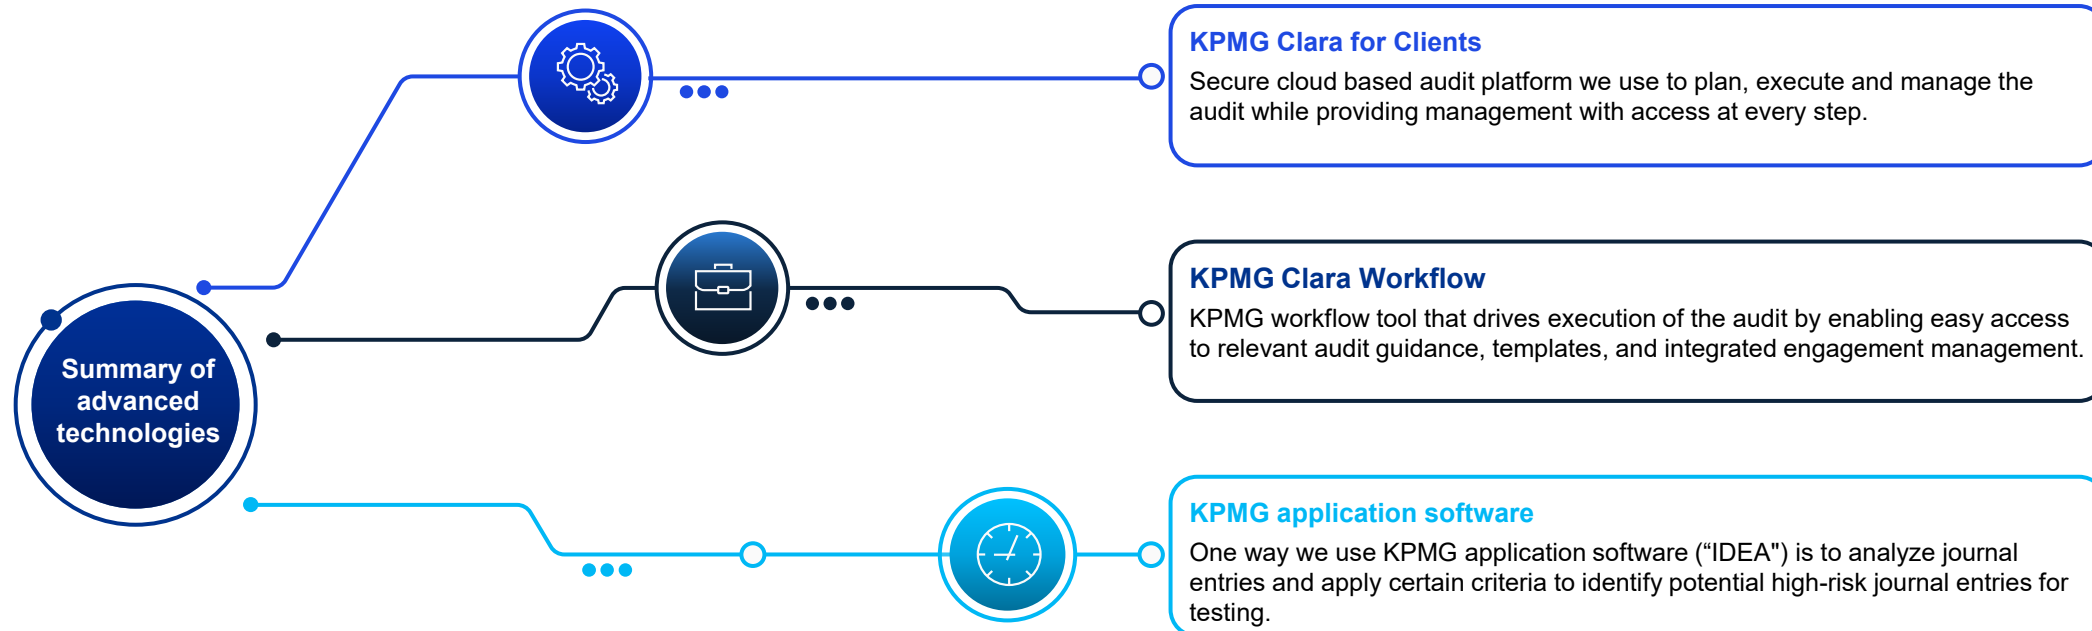 KPMG Clara for Clients
Secure cloud based audit platform we use to plan, execute and manage the
audit while providing management with access at every step.
KPMG Clara Workflow
KPMG workflow tool that drives execution of the audit by enabling easy access
to relevant audit guidance, templates, and integrated engagement management.
Summary of
advanced
technologies
KPMG application software
One way we use KPMG application software (“IDEA") is to analyze journal
entries and apply certain criteria to identify potential high-risk journal entries for
testing.